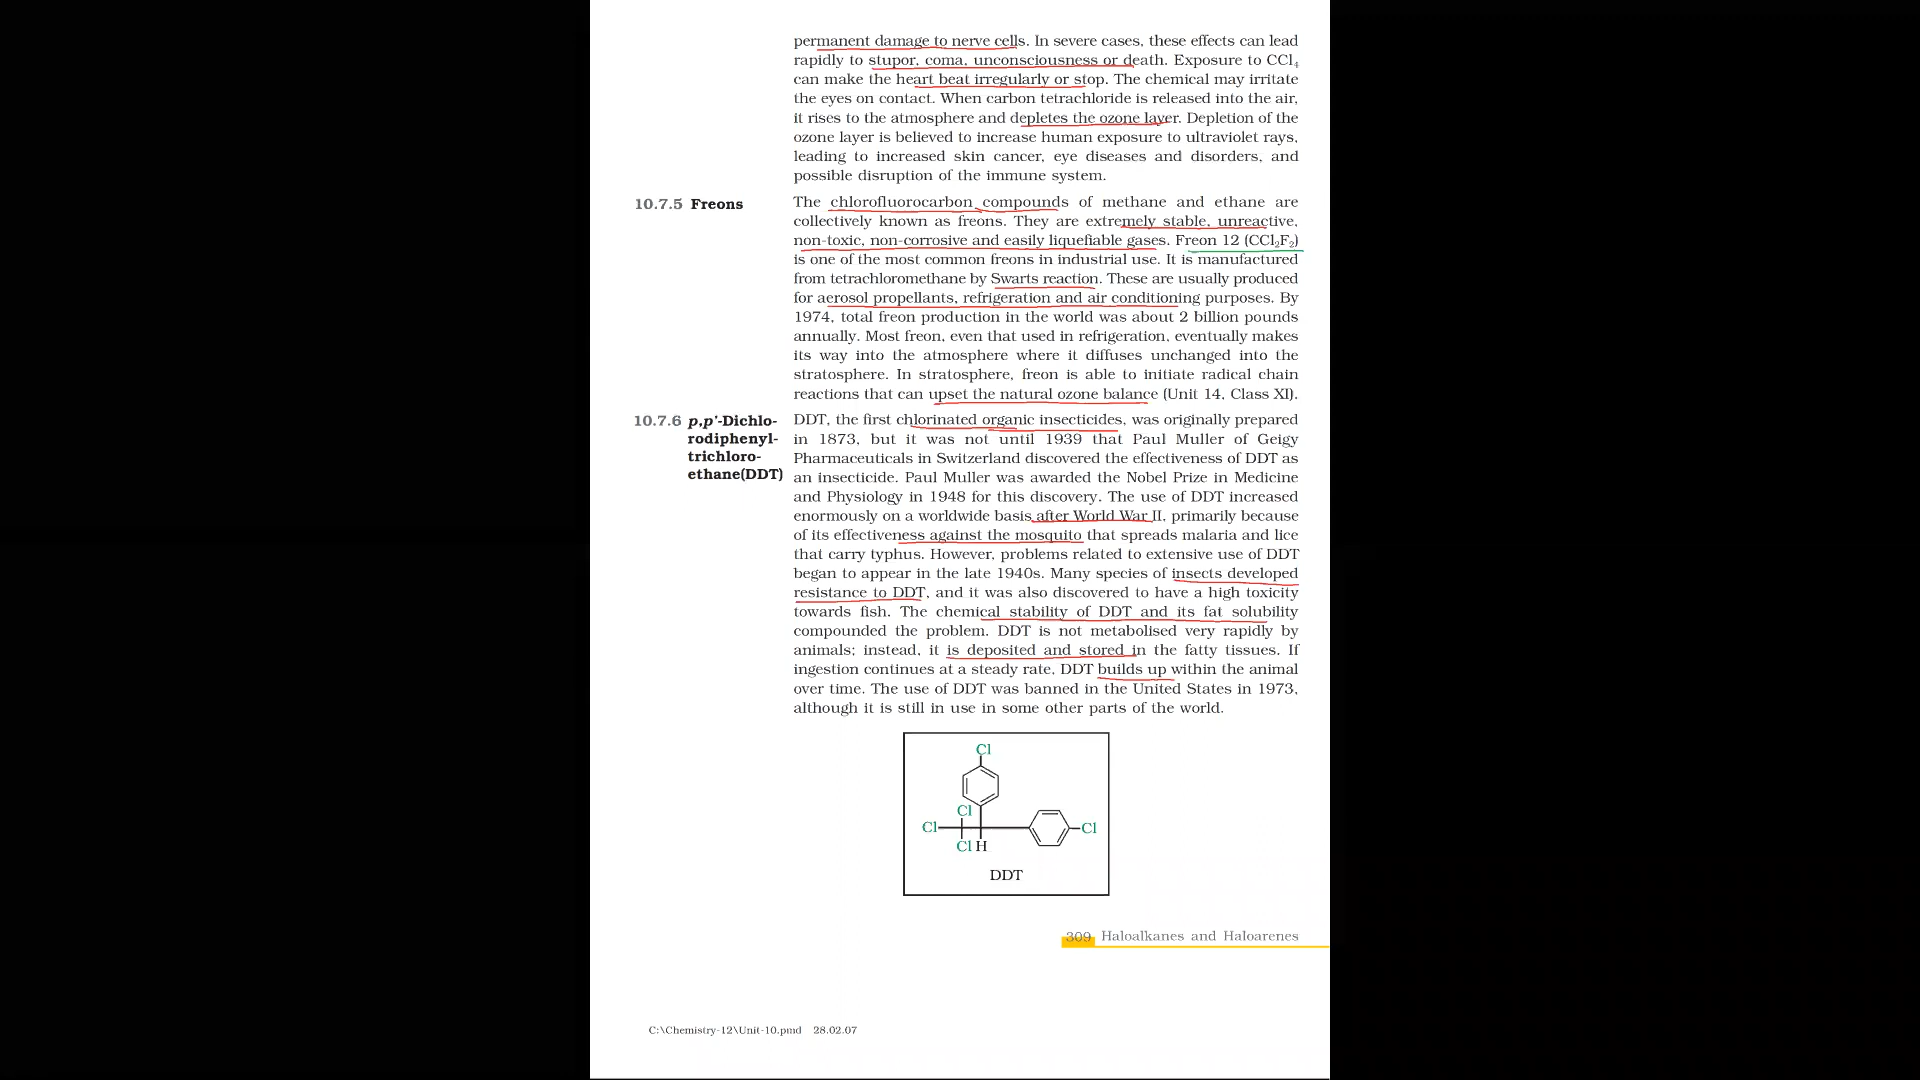 permanent damage to nerve cells. In severe cases, these effects can lead
rapidly to stupor, coma, unconsciousness or death. Exposure to CCl₄
can make the heart beat irregularly or stop. The chemical may irritate
the eyes on contact. When carbon tetrachloride is released into the air,
it rises to the atmosphere and depletes the ozone layer. Depletion of the
ozone layer is believed to increase human exposure to ultraviolet rays,
leading to increased skin cancer, eye diseases and disorders, and
possible disruption of the immune system.
10.7.5 Freons
The chlorofluorocarbon compounds of methane and ethane are
collectively known as freons. They are extremely stable, unreactive,
non-toxic, non-corrosive and easily liquefiable gases. Freon 12 (CCl₂F₂)
is one of the most common freons in industrial use. It is manufactured
from tetrachloromethane by Swarts reaction. These are usually produced
for aerosol propellants, refrigeration and air conditioning purposes. By
1974, total freon production in the world was about 2 billion pounds
annually. Most freon, even that used in refrigeration, eventually makes
its way into the atmosphere where it diffuses unchanged into the
stratosphere. In stratosphere, freon is able to initiate radical chain
reactions that can upset the natural ozone balance (Unit 14, Class XI).
10.7.6 p,p'-Dichlo-
rodiphenyl-
trichloro-
ethane(DDT)
DDT, the first chlorinated organic insecticides, was originally prepared
in 1873, but it was not until 1939 that Paul Muller of Geigy
Pharmaceuticals in Switzerland discovered the effectiveness of DDT as
an insecticide. Paul Muller was awarded the Nobel Prize in Medicine
and Physiology in 1948 for this discovery. The use of DDT increased
enormously on a worldwide basis after World War II, primarily because
of its effectiveness against the mosquito that spreads malaria and lice
that carry typhus. However, problems related to extensive use of DDT
began to appear in the late 1940s. Many species of insects developed
resistance to DDT, and it was also discovered to have a high toxicity
towards fish. The chemical stability of DDT and its fat solubility
compounded the problem. DDT is not metabolised very rapidly by
animals; instead, it is deposited and stored in the fatty tissues. If
ingestion continues at a steady rate, DDT builds up within the animal
over time. The use of DDT was banned in the United States in 1973,
although it is still in use in some other parts of the world.
Cl
Cl
Cl Cl
Cl H
DDT
309 Haloalkanes and Haloarenes
C:\Chemistry-12\Unit-10.pmd 28.02.07